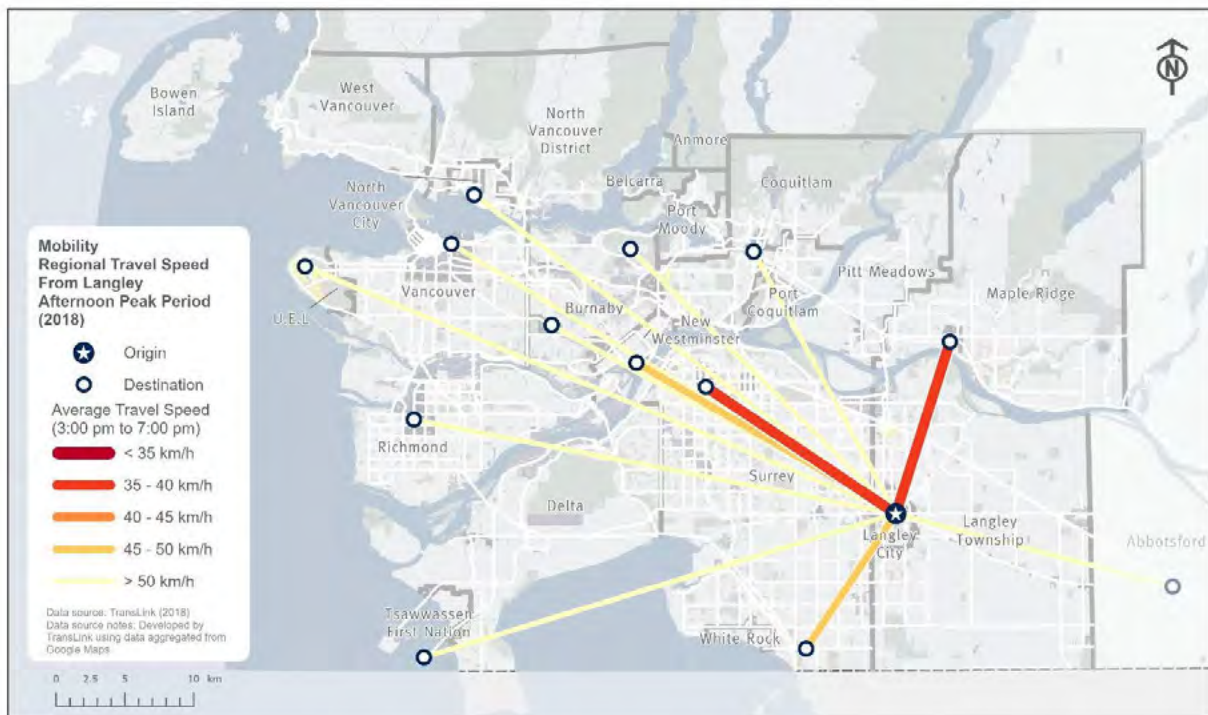 West
Vancouver
Bowen
Island
North
Vancouver
District
Anmore
North
Vancouver
City
Belcarra
Coquitlam
Port
Moody
Pitt Meadows
Maple Ridge
Vancouver
U.E.L
Burnaby
Port
Coquitlam
New
Westminster
Richmond
Surrey
Delta
Langley
City
Langley
Township
Abbotsford
Tsawwassen
First Nation
White Rock
N
Mobility
Regional Travel Speed
From Langley
Afternoon Peak Period
(2018)
Origin
Destination
Average Travel Speed
(3:00 pm to 7:00 pm)
< 35 km/h
35 - 40 km/h
40 - 45 km/h
45 - 50 km/h
> 50 km/h
Data source: TransLink (2018)
Data source notes: Developed by
TransLink using data aggregated from
Google Maps
0 2.5 5 10 km